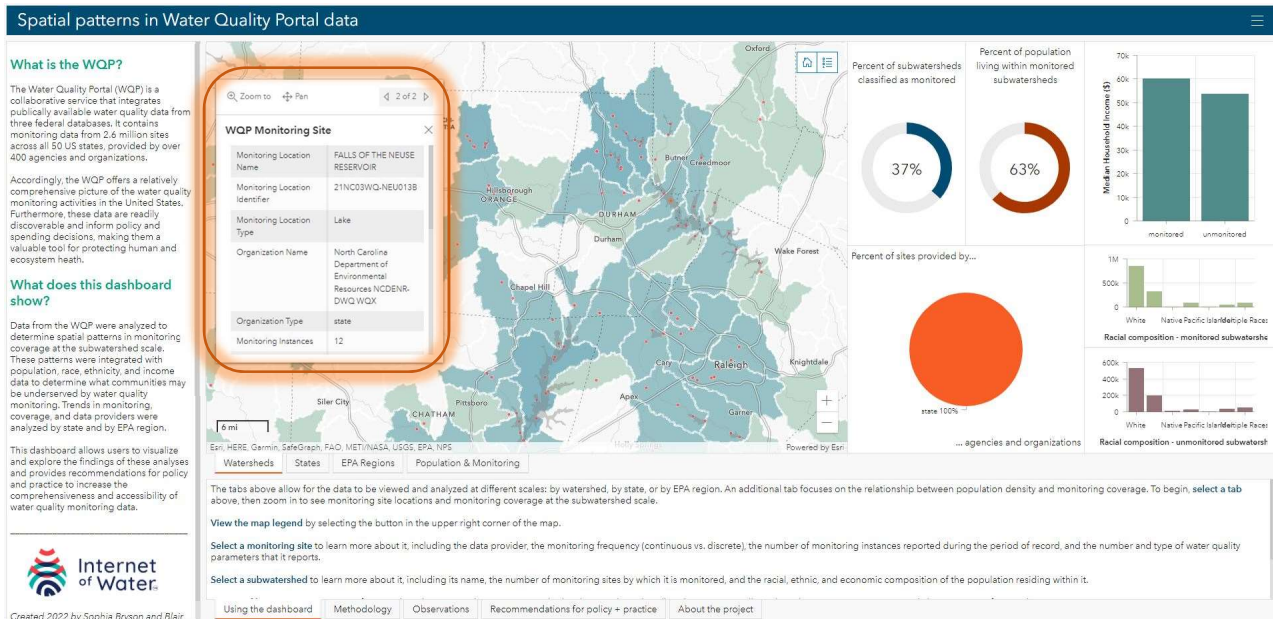 Spatial patterns in Water Quality Portal data
What is the WQP?
The Water Quality Portal (WQP) is a
collaborative service that integrates
publically available water quality data from
three federal databases. It contains
monitoring data from 2.6 million sites
across all 50 US states, provided by over
400 agencies and organizations.
Accordingly, the WQP offers a relatively
comprehensive picture of the water quality
monitoring activities in the United States.
Furthermore, these data are readily
discoverable and inform policy and
spending decisions, making them a
valuable tool for protecting human and
ecosystem heath.
What does this dashboard
show?
Data from the WQP were analyzed to
determine spatial patterns in monitoring
coverage at the subwatershed scale.
These patterns were integrated with
population, race, ethnicity, and income
data to determine what communities may
be underserved by water quality
monitoring. Trends in monitoring,
coverage, and data providers were
analyzed by state and by EPA region.
This dashboard allows users to visualize
and explore the findings of these analyses
and provides recommendations for policy
and practice to increase the
comprehensiveness and accessibility of
water quality monitoring data.
Internet
of Water
Created 2022 by Sophia Bryson and Blair
Zoom to Pan 2 of 2
WQP Monitoring Site
Monitoring Location Name FALLS OF THE NEUSE RESERVOIR
Monitoring Location Identifier 21NC03WQ-NEU013B
Monitoring Location Type Lake
Organization Name North Carolina Department of Environmental Resources NCDENR-DWQ WQX
Organization Type state
Monitoring Instances 12
Oxford
Butner
Creedmoor
Hillsborough
ORANGE
DURHAM
Durham
Wake Forest
Chapel Hill
Cary
Raleigh
Knightdale
Siler City
Pittsboro
CHATHAM
Apex
Garner
Holly Springs
6 mi
Esri, HERE, Garmin, SafeGraph, FAO, METI/NASA, USGS, EPA, NPS
Powered by Esri
Percent of subwatersheds
classified as monitored
37%
Percent of population
living within monitored
subwatersheds
63%
Percent of sites provided by...
state 100%
... agencies and organizations
Median Household Income ($)
70k
60k
50k
40k
30k
20k
10k
0
monitored unmonitored
1M
500k
0
White Native Pacific Islander Multiple Races
Racial composition - monitored subwatershe
600k
400k
200k
0
White Native Pacific Islander Multiple Races
Racial composition - unmonitored subwatersh
Watersheds States EPA Regions Population & Monitoring
The tabs above allow for the data to be viewed and analyzed at different scales: by watershed, by state, or by EPA region. An additional tab focuses on the relationship between population density and monitoring coverage. To begin, select a tab
above, then zoom in to see monitoring site locations and monitoring coverage at the subwatershed scale.
View the map legend by selecting the button in the upper right corner of the map.
Select a monitoring site to learn more about it, including the data provider, the monitoring frequency (continuous vs. discrete), the number of monitoring instances reported during the period of record, and the number and type of water quality
parameters that it reports.
Select a subwatershed to learn more about it, including its name, the number of monitoring sites by which it is monitored, and the racial, ethnic, and economic composition of the population residing within it.
Using the dashboard Methodology Observations Recommendations for policy + practice About the project